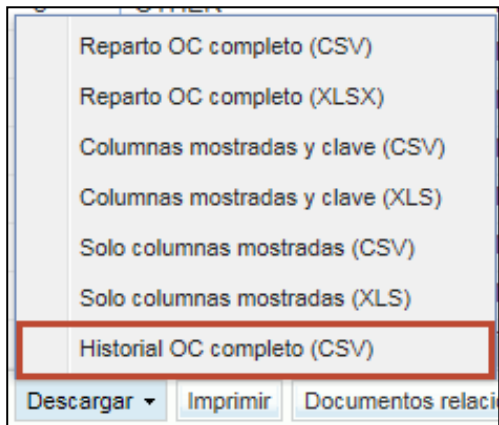 OTHER
Reparto OC completo (CSV)
Reparto OC completo (XLSX)
Columnas mostradas y clave (CSV)
Columnas mostradas y clave (XLS)
Solo columnas mostradas (CSV)
Solo columnas mostradas (XLS)
Historial OC completo (CSV)
Descargar Imprimir Documentos relaci